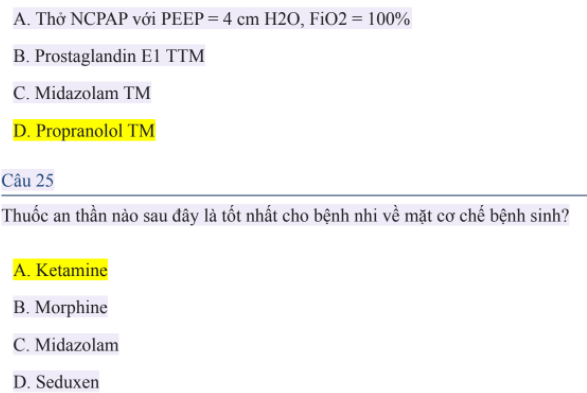 A. Thở NCPAP với PEEP = 4 cm H2O, FiO2 = 100%
B. Prostaglandin E1 TTM
C. Midazolam TM
D. Propranolol TM
Câu 25
Thuốc an thần nào sau đây là tốt nhất cho bệnh nhi về mặt cơ chế bệnh sinh?
A. Ketamine
B. Morphine
C. Midazolam
D. Seduxen